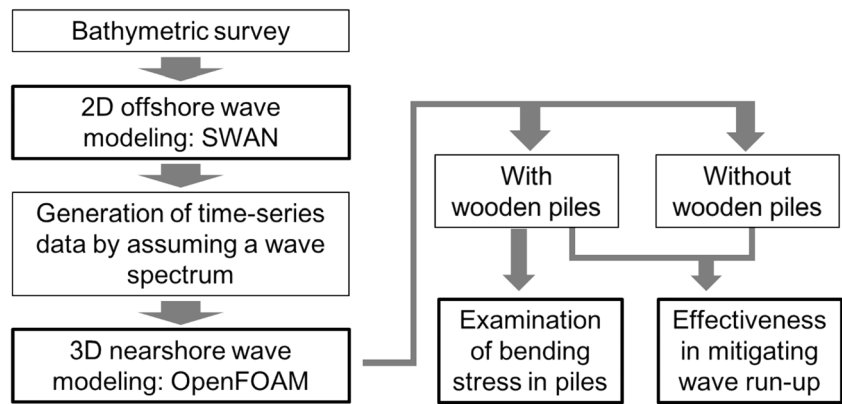 Bathymetric survey
2D offshore wave
modeling: SWAN
Generation of time-series
data by assuming a wave
spectrum
3D nearshore wave
modeling: OpenFOAM
With
wooden piles
Without
wooden piles
Examination
of bending
stress in piles
Effectiveness
in mitigating
wave run-up